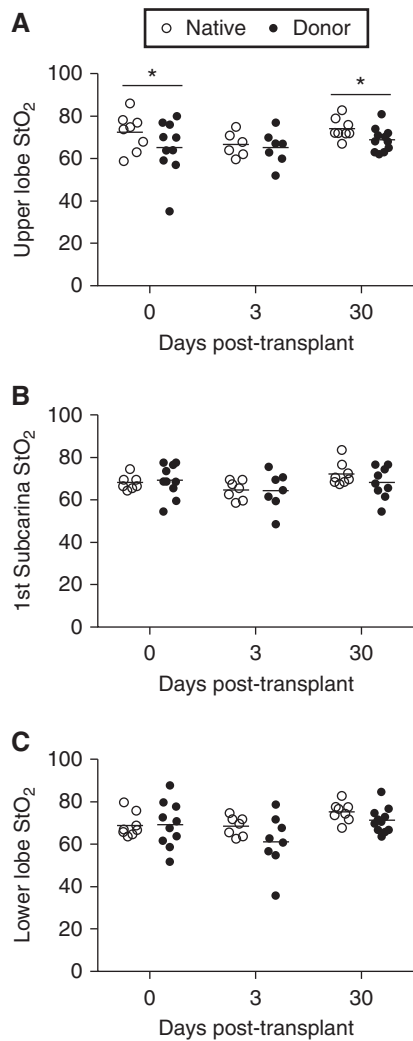 A
Native Donor
*
*
100
80
60
40
20
0
Upper lobe StO2
0 3 30
Days post-transplant
B
100
80
60
40
20
0
1st Subcarina StO2
0 3 30
Days post-transplant
C
100
80
60
40
20
0
Lower lobe StO2
0 3 30
Days post-transplant